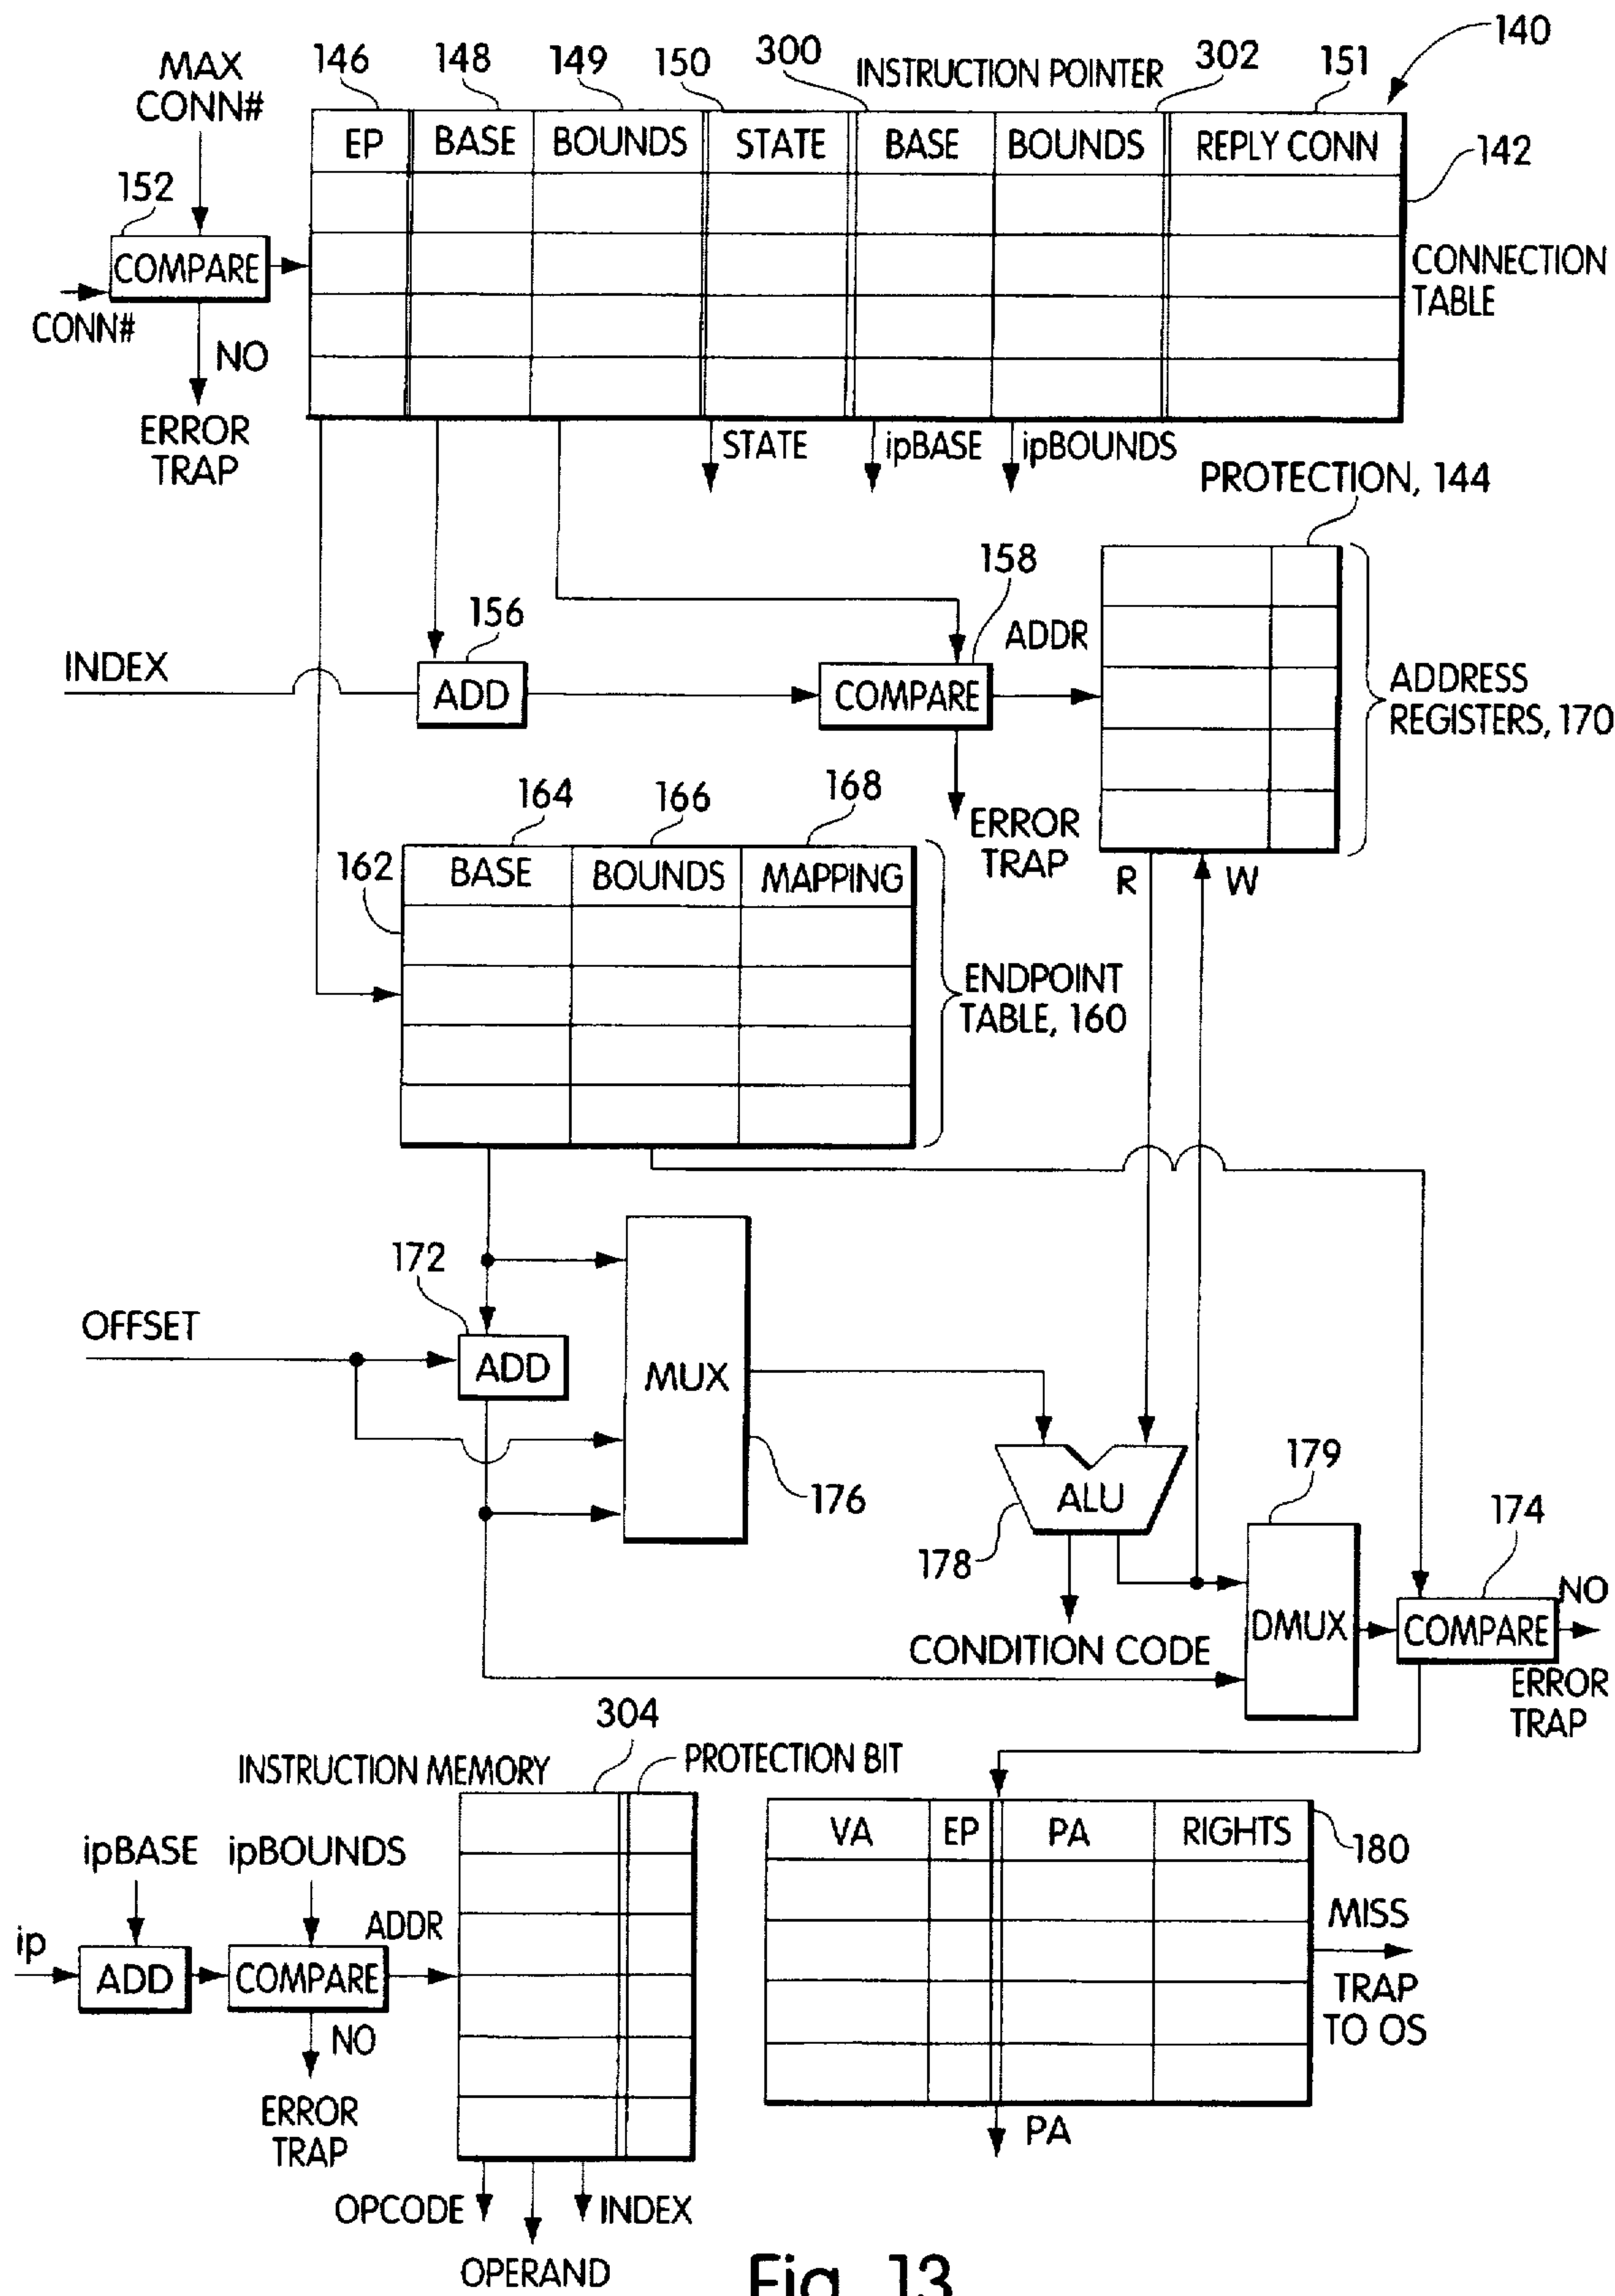 140
146
148
149
150
300
INSTRUCTION POINTER
302
151
MAX
CONN#
EP
BASE
BOUNDS
STATE
BASE
BOUNDS
REPLY CONN
142
152
COMPARE
CONN#
NO
ERROR
TRAP
CONNECTION
TABLE
STATE
ipBASE
ipBOUNDS
PROTECTION, 144
158
156
ADDR
INDEX
ADD
COMPARE
ADDRESS
REGISTERS, 170
ERROR
TRAP
164
166
168
162
BASE
BOUNDS
MAPPING
R
W
ENDPOINT
TABLE, 160
172
OFFSET
ADD
MUX
176
ALU
178
179
174
DMUX
COMPARE
NO
ERROR
TRAP
CONDITION CODE
304
INSTRUCTION MEMORY
PROTECTION BIT
ipBASE
ipBOUNDS
ADDR
ip
ADD
COMPARE
NO
ERROR
TRAP
VA
EP
PA
RIGHTS
180
MISS
TRAP
TO OS
PA
OPCODE
INDEX
OPERAND
Fig. 13